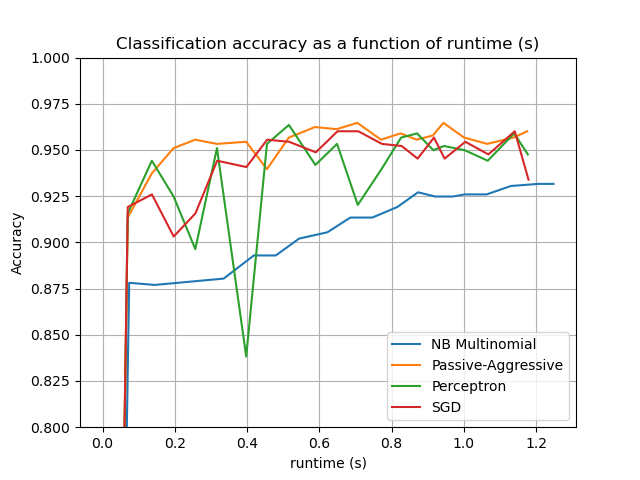 Classification accuracy as a function of runtime (s)
1.000
0.975
0.950
0.925
0.900
0.875
0.850
0.825
0.800
Accuracy
NB Multinomial
Passive-Aggressive
Perceptron
SGD
0.0 0.2 0.4 0.6 0.8 1.0 1.2
runtime (s)